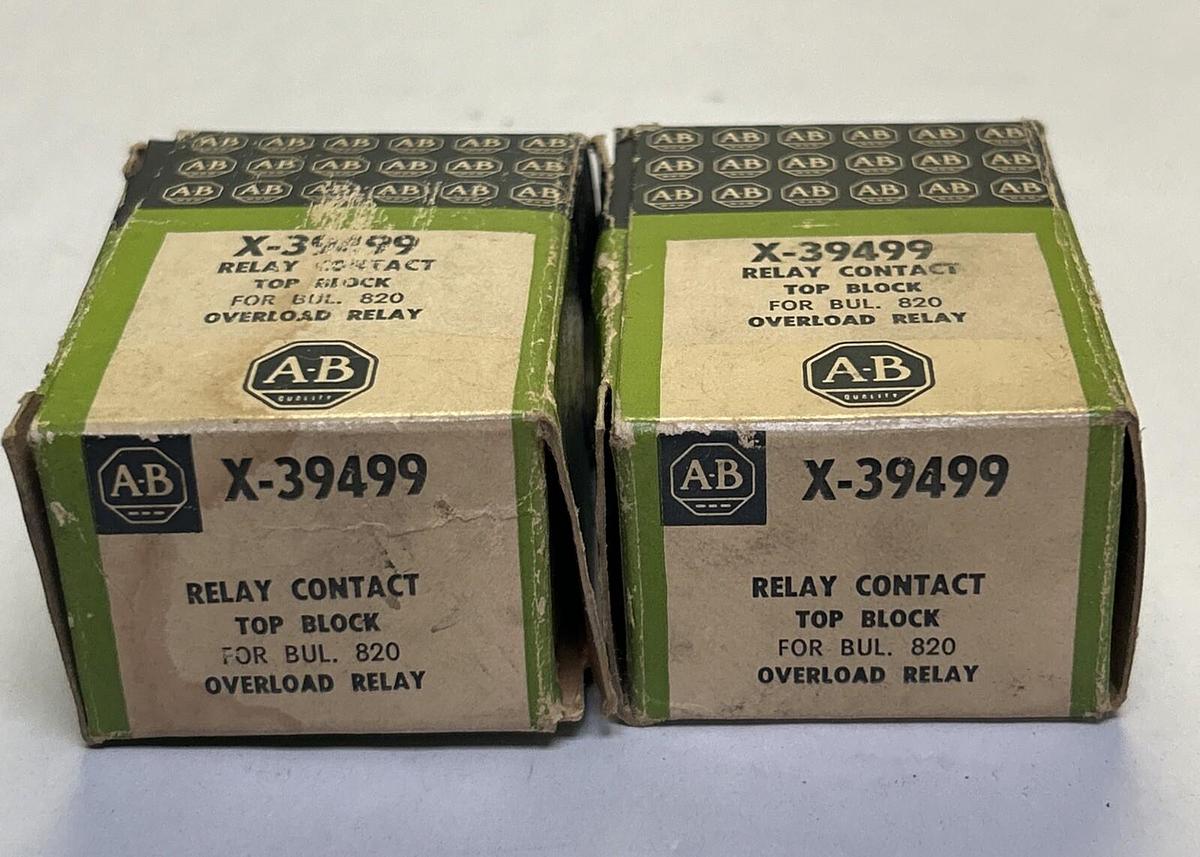 A-B A-B A-B A-B A-B A-B
A-B A-B A-B A-B A-B A-B
A-B A-B A-B A-B A-B A-B
X-39499
RELAY CONTACT
TOP BLOCK
FOR BUL. 820
OVERLOAD RELAY
A-B
QUALITY
A-B
X-39499
RELAY CONTACT
TOP BLOCK
FOR BUL. 820
OVERLOAD RELAY
A-B A-B A-B A-B A-B A-B
A-B A-B A-B A-B A-B A-B
A-B A-B A-B A-B A-B A-B
X-39499
RELAY CONTACT
TOP BLOCK
FOR BUL. 820
OVERLOAD RELAY
A-B
QUALITY
A-B
X-39499
RELAY CONTACT
TOP BLOCK
FOR BUL. 820
OVERLOAD RELAY